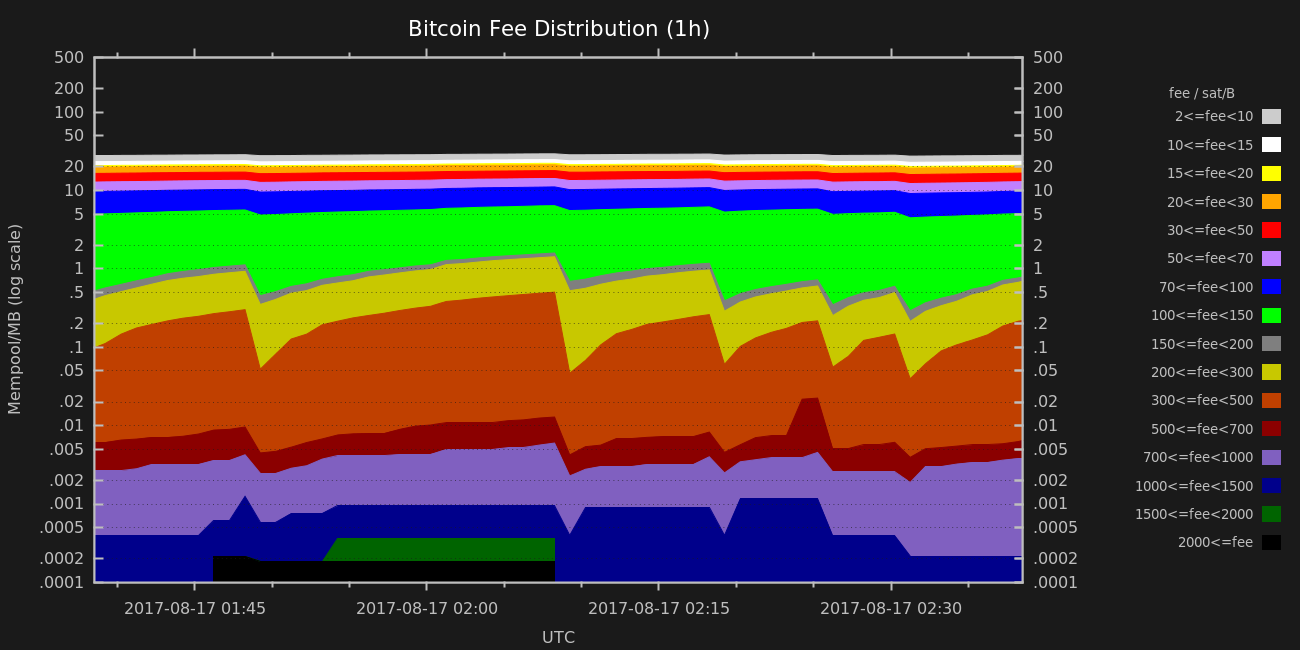 Bitcoin Fee Distribution (1h)
500 500
200 200
100 100
50 50
20 20
10 10
5 5
2 2
1 1
.5 .5
.2 .2
.1 .1
.05 .05
.02 .02
.01 .01
.005 .005
.002 .002
.001 .001
.0005 .0005
.0002 .0002
.0001 .0001
Mempool/MB (log scale)
2017-08-17 01:45 2017-08-17 02:00 2017-08-17 02:15 2017-08-17 02:30
UTC
fee / sat/B
2<=fee<10
10<=fee<15
15<=fee<20
20<=fee<30
30<=fee<50
50<=fee<70
70<=fee<100
100<=fee<150
150<=fee<200
200<=fee<300
300<=fee<500
500<=fee<700
700<=fee<1000
1000<=fee<1500
1500<=fee<2000
2000<=fee